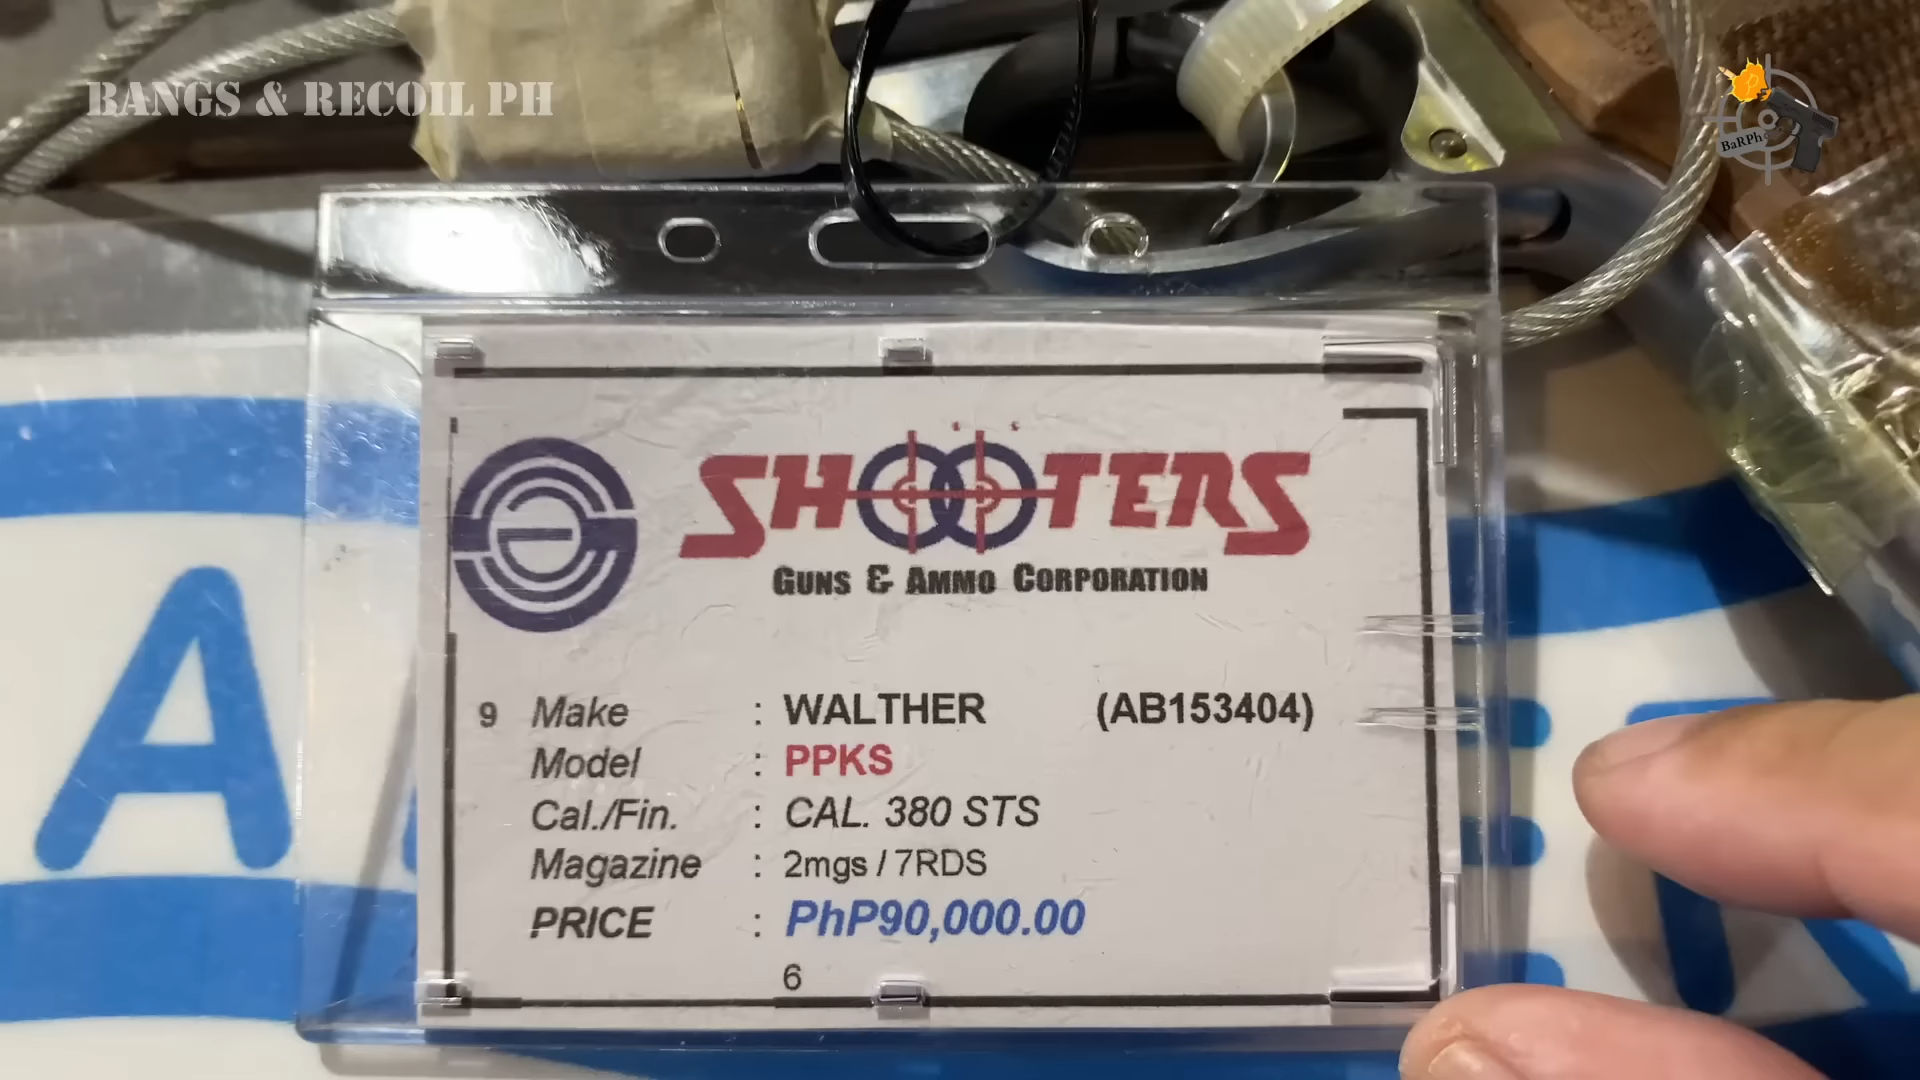 BANGS & RECOIL PH
BaRPh
SHOOTERS
GUNS & AMMO CORPORATION
9 Make : WALTHER (AB153404)
Model : PPKS
Cal./Fin. : CAL. 380 STS
Magazine : 2mgs / 7RDS
PRICE : PhP90,000.00
6
A